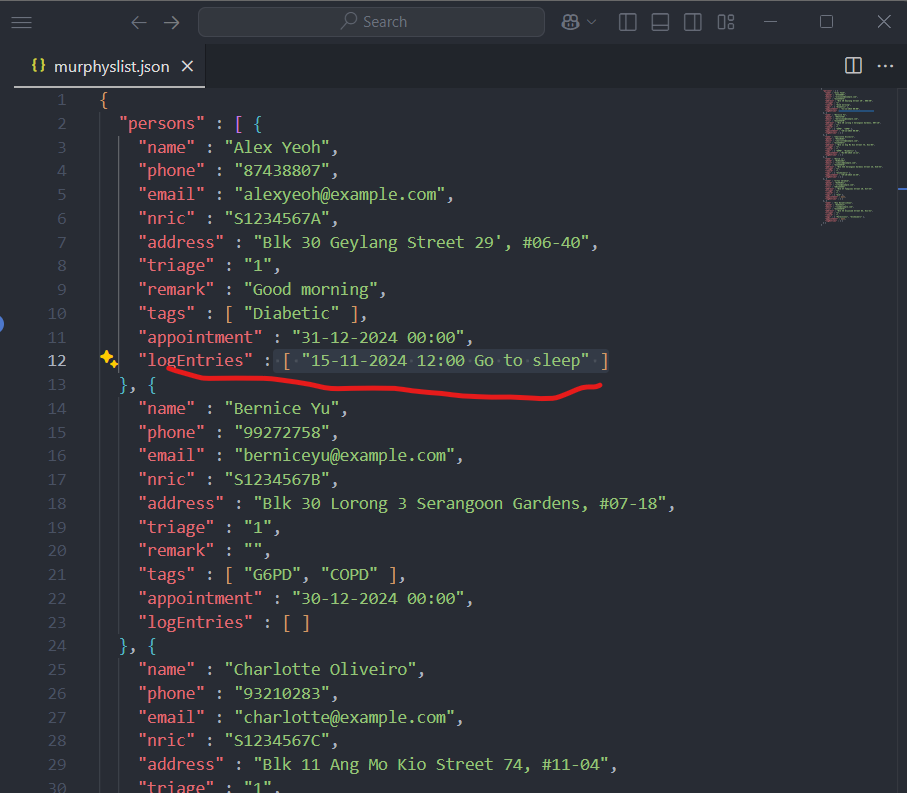 Search
{} murphyslist.json
1 {
2 "persons" : [ {
3 "name" : "Alex Yeoh",
4 "phone" : "87438807",
5 "email" : "alexyeoh@example.com",
6 "nric" : "S1234567A",
7 "address" : "Blk 30 Geylang Street 29', #06-40",
8 "triage" : "1",
9 "remark" : "Good morning",
10 "tags" : [ "Diabetic" ],
11 "appointment" : "31-12-2024 00:00",
12 "logEntries" : [ "15-11-2024 12:00 Go to sleep" ]
13 }, {
14 "name" : "Bernice Yu",
15 "phone" : "99272758",
16 "email" : "berniceyu@example.com",
17 "nric" : "S1234567B",
18 "address" : "Blk 30 Lorong 3 Serangoon Gardens, #07-18",
19 "triage" : "1",
20 "remark" : "",
21 "tags" : [ "G6PD", "COPD" ],
22 "appointment" : "30-12-2024 00:00",
23 "logEntries" : [ ]
24 }, {
25 "name" : "Charlotte Oliveiro",
26 "phone" : "93210283",
27 "email" : "charlotte@example.com",
28 "nric" : "S1234567C",
29 "address" : "Blk 11 Ang Mo Kio Street 74, #11-04",
30 "triage" : "1",